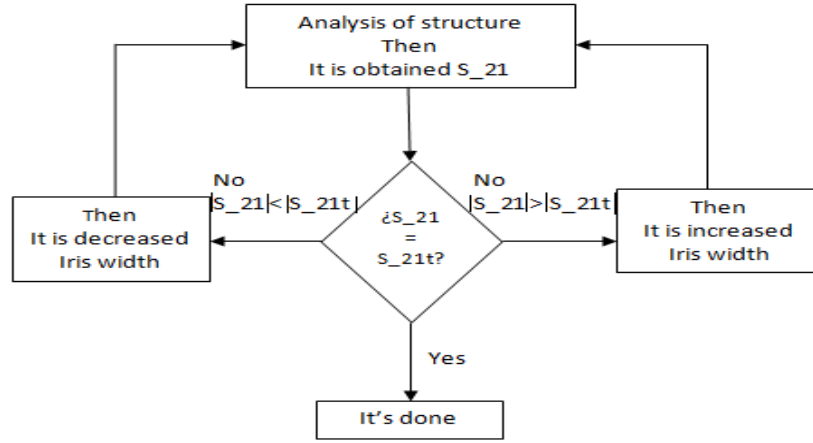 Analysis of structure
Then
It is obtained S_21
No
|S_21|<|S_21t|
No
|S_21|>|S_21t|
Then
It is decreased
Iris width
¿S_21
=
S_21t?
Then
It is increased
Iris width
Yes
It’s done